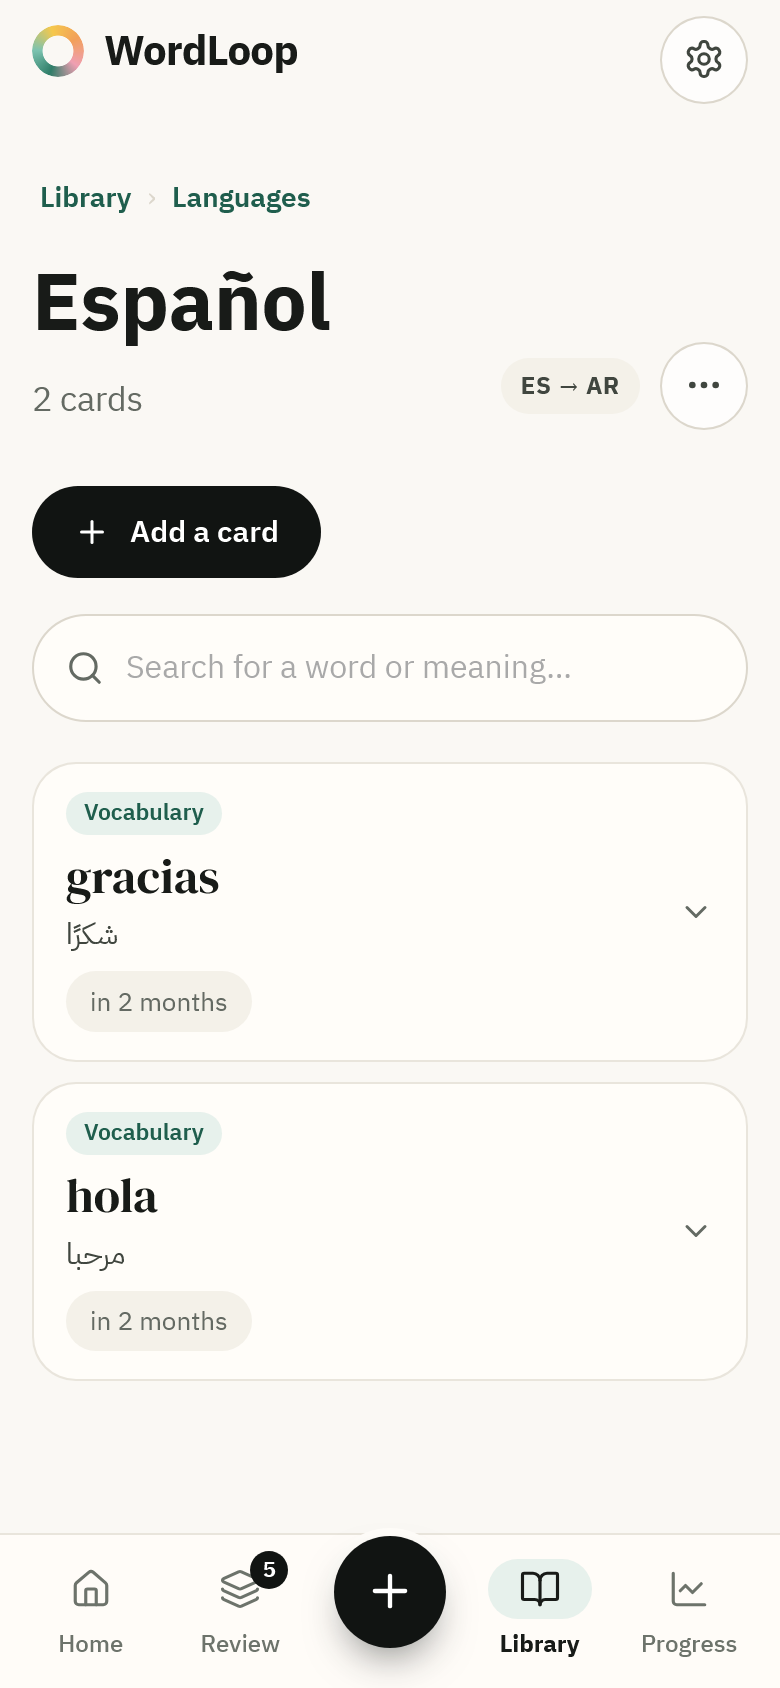 WordLoop
Library › Languages
Español
2 cards
ES → AR
Add a card
Search for a word or meaning...
Vocabulary
gracias
شكرًا
in 2 months
Vocabulary
hola
مرحبا
in 2 months
5
Home
Review
Library
Progress